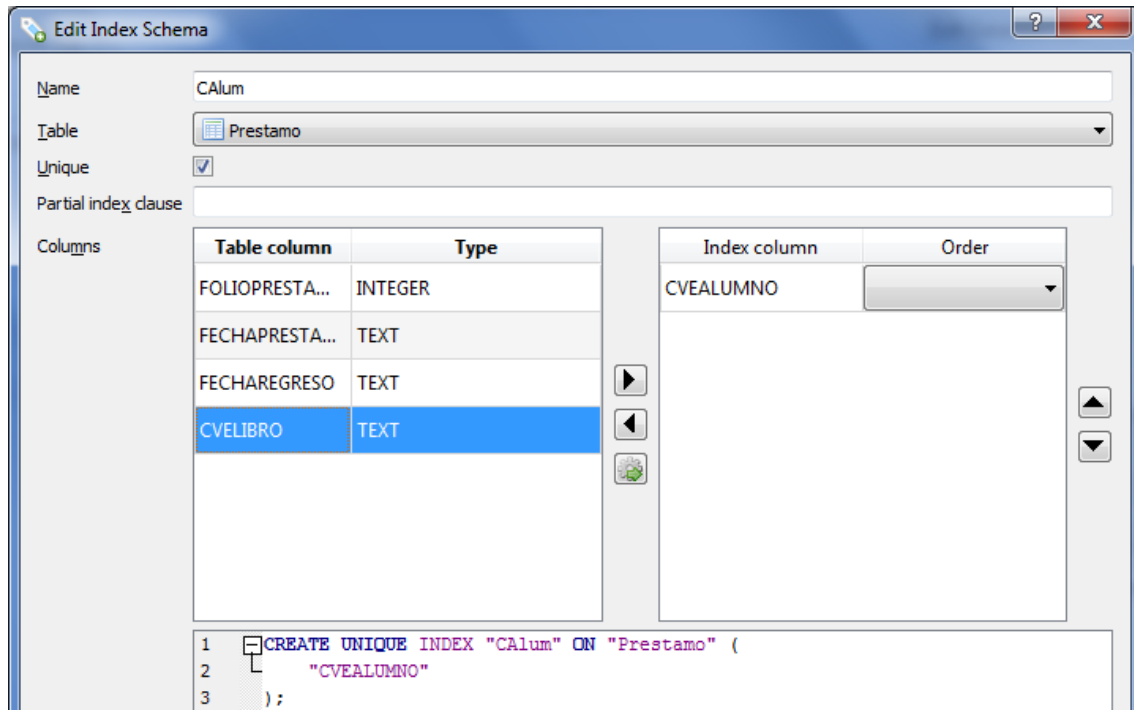 Edit Index Schema
?
Name CAlum
Table Prestamo
Unique
Partial index clause
Columns
Table column Type
FOLIOPRESTA... INTEGER
FECHAPRESTA... TEXT
FECHAREGRESO TEXT
CVELIBRO TEXT
Index column Order
CVEALUMNO
1 CREATE UNIQUE INDEX "CAlum" ON "Prestamo" (
2 "CVEALUMNO"
3 );